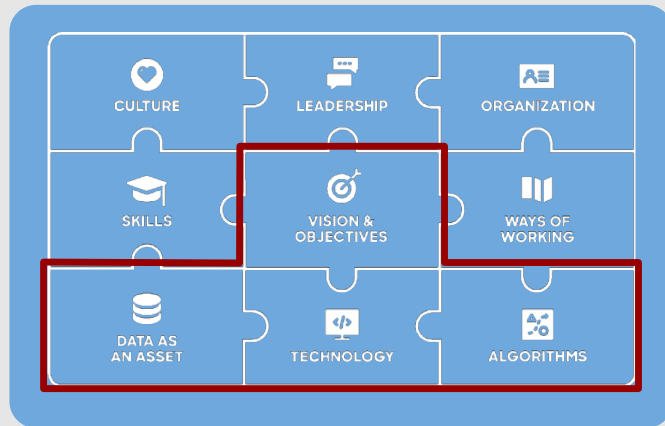 CULTURE
LEADERSHIP
ORGANIZATION
SKILLS
VISION &
OBJECTIVES
WAYS OF
WORKING
DATA AS
AN ASSET
</>
TECHNOLOGY
ALGORITHMS